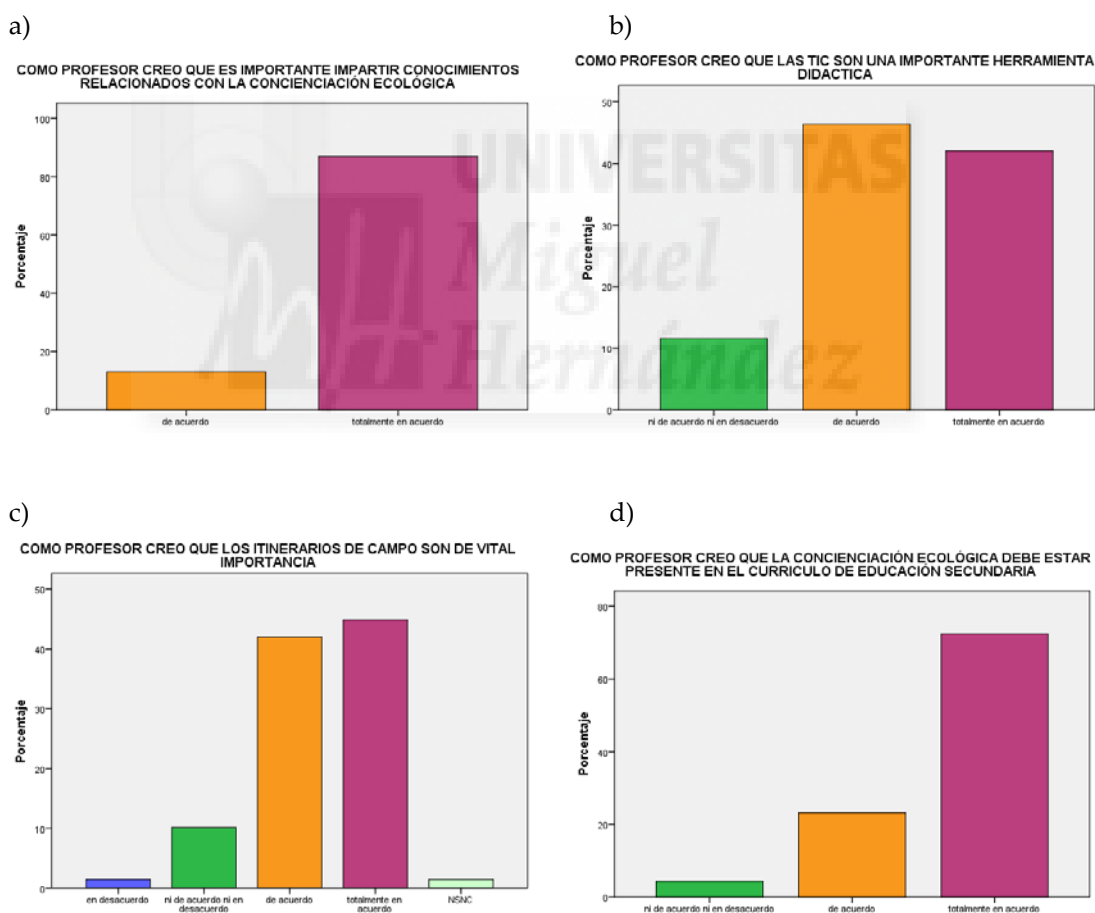 a)
COMO PROFESOR CREO QUE ES IMPORTANTE IMPARTIR CONOCIMIENTOS
RELACIONADOS CON LA CONCIENCIACIÓN ECOLÓGICA
100
80
60
40
20
0
Porcentaje
de acuerdo
totalmente en acuerdo
b)
COMO PROFESOR CREO QUE LAS TIC SON UNA IMPORTANTE HERRAMIENTA
DIDACTICA
50
40
30
20
10
0
Porcentaje
ni de acuerdo ni en desacuerdo
de acuerdo
totalmente en acuerdo
UNIVERSITAS
Miguel
Hernández
c)
COMO PROFESOR CREO QUE LOS ITINERARIOS DE CAMPO SON DE VITAL
IMPORTANCIA
50
40
30
20
10
0
Porcentaje
en desacuerdo
ni de acuerdo ni en
desacuerdo
de acuerdo
totalmente en
acuerdo
NSNC
d)
COMO PROFESOR CREO QUE LA CONCIENCIACIÓN ECOLÓGICA DEBE ESTAR
PRESENTE EN EL CURRICULO DE EDUCACIÓN SECUNDARIA
80
60
40
20
0
Porcentaje
ni de acuerdo ni en desacuerdo
de acuerdo
totalmente en acuerdo